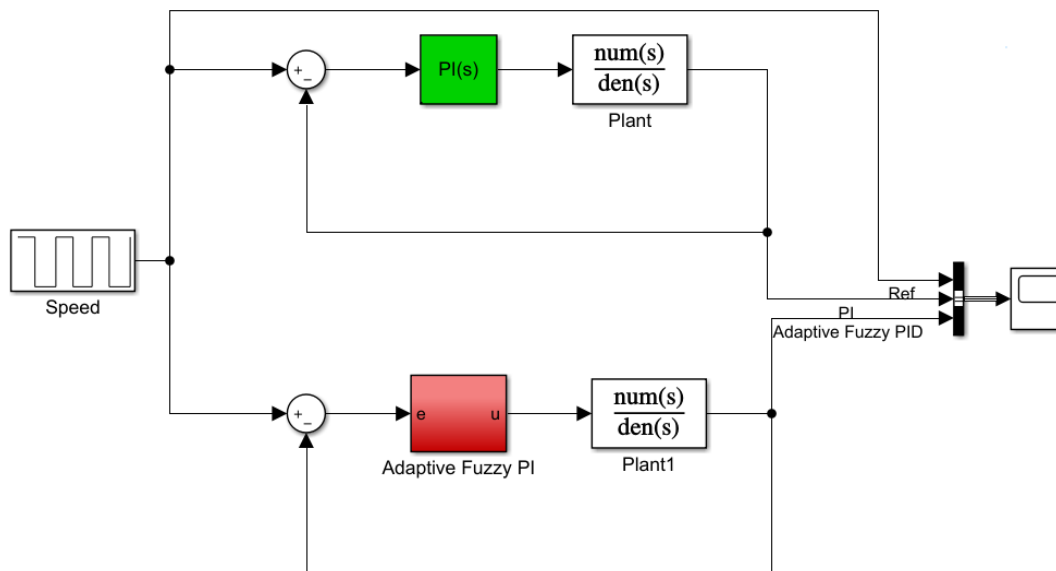 +
−
PI(s)
num(s)
den(s)
Plant
Speed
Ref
PI
Adaptive Fuzzy PID
+
−
e
u
num(s)
den(s)
Adaptive Fuzzy PI
Plant1